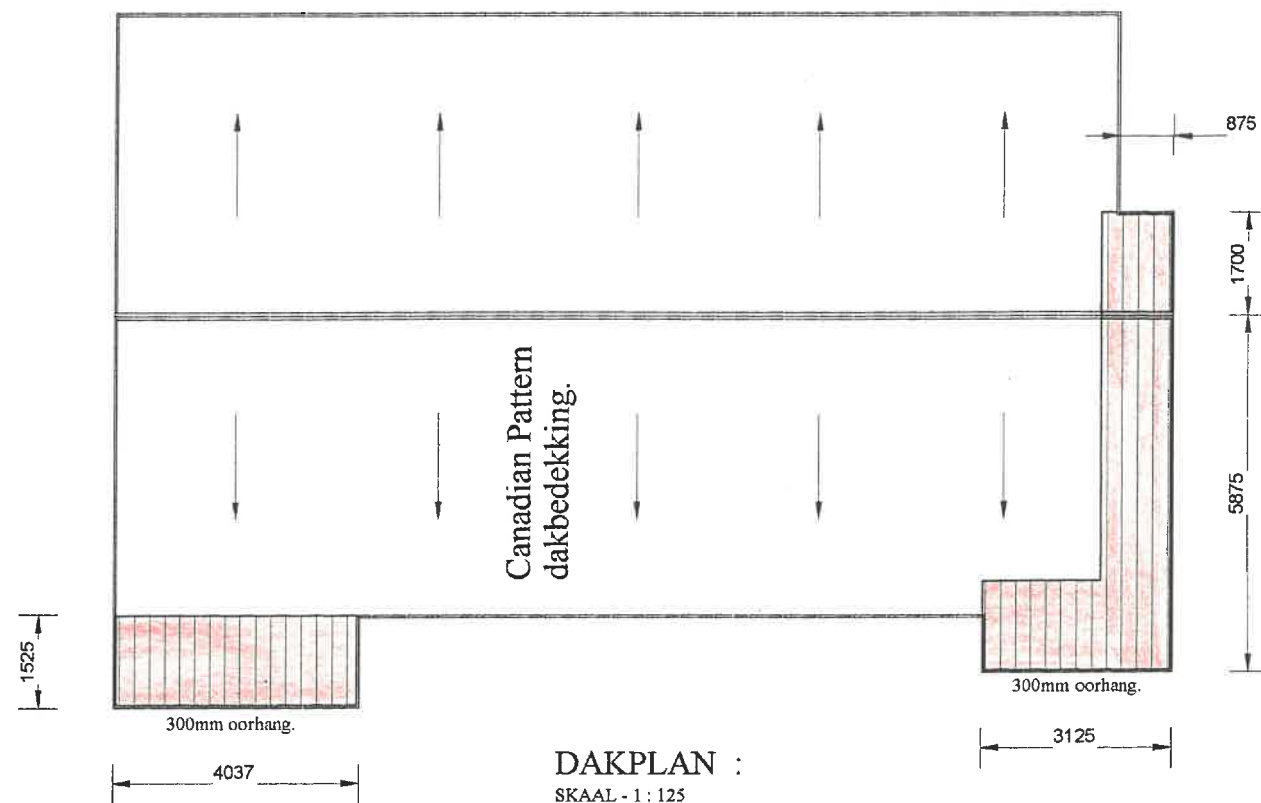 875
1700
Canadian Pattern
dakbedekking.
5875
1525
300mm oorhang.
300mm oorhang.
4037
3125
DAKPLAN :
SKAAL - 1 : 125